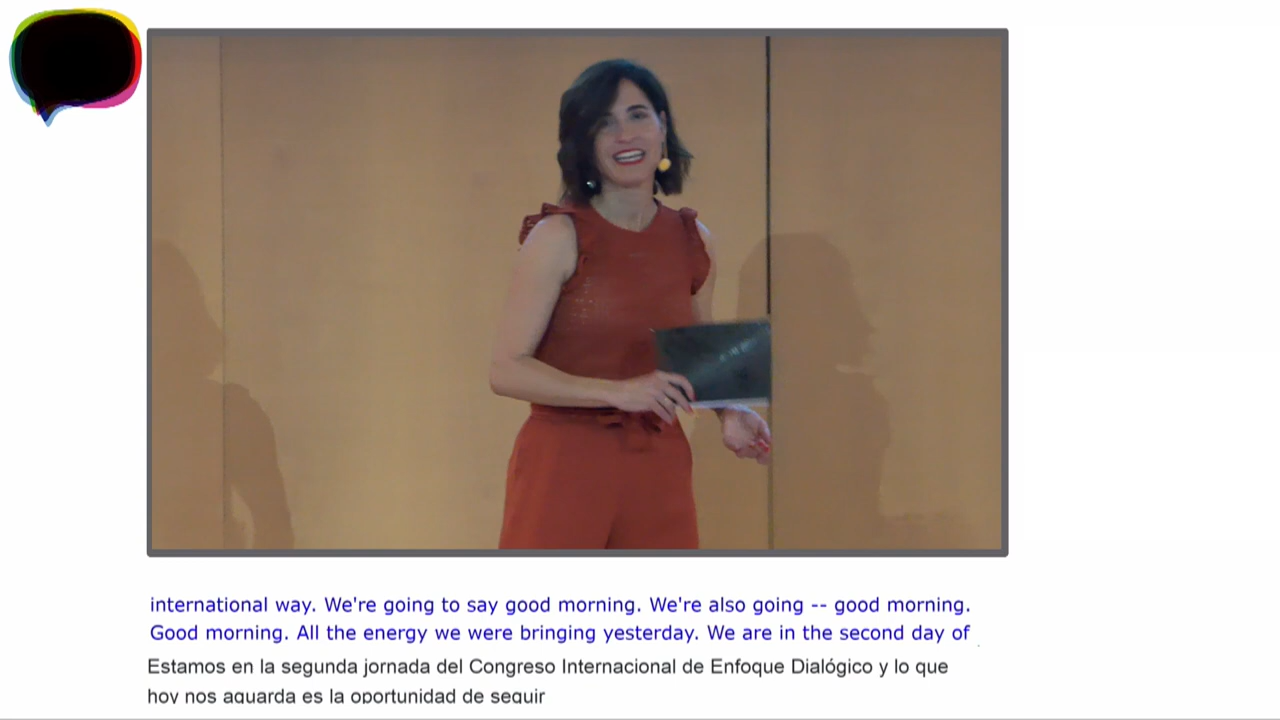 international way. We're going to say good morning. We're also going -- good morning.
Good morning. All the energy we were bringing yesterday. We are in the second day of
Estamos en la segunda jornada del Congreso Internacional de Enfoque Dialógico y lo que
hoy nos aguarda es la oportunidad de seguir